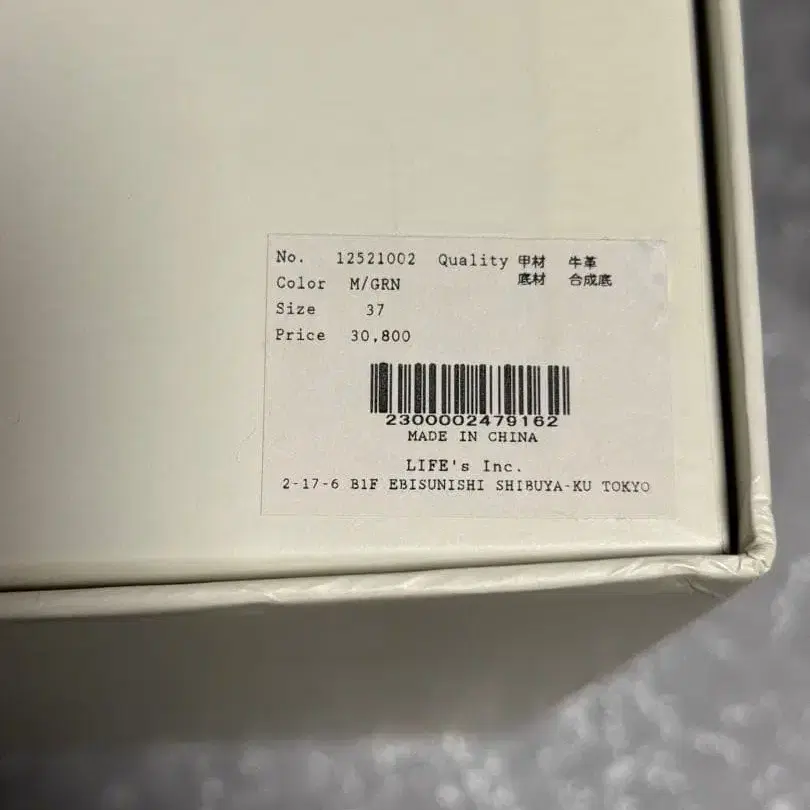 No. 12521002 Quality 甲材 牛革
底材 合成底
Color M/GRN
Size 37
Price 30,800
2300002479162
MADE IN CHINA
LIFE's Inc.
2-17-6 B1F EBISUNISHI SHIBUYA-KU TOKYO